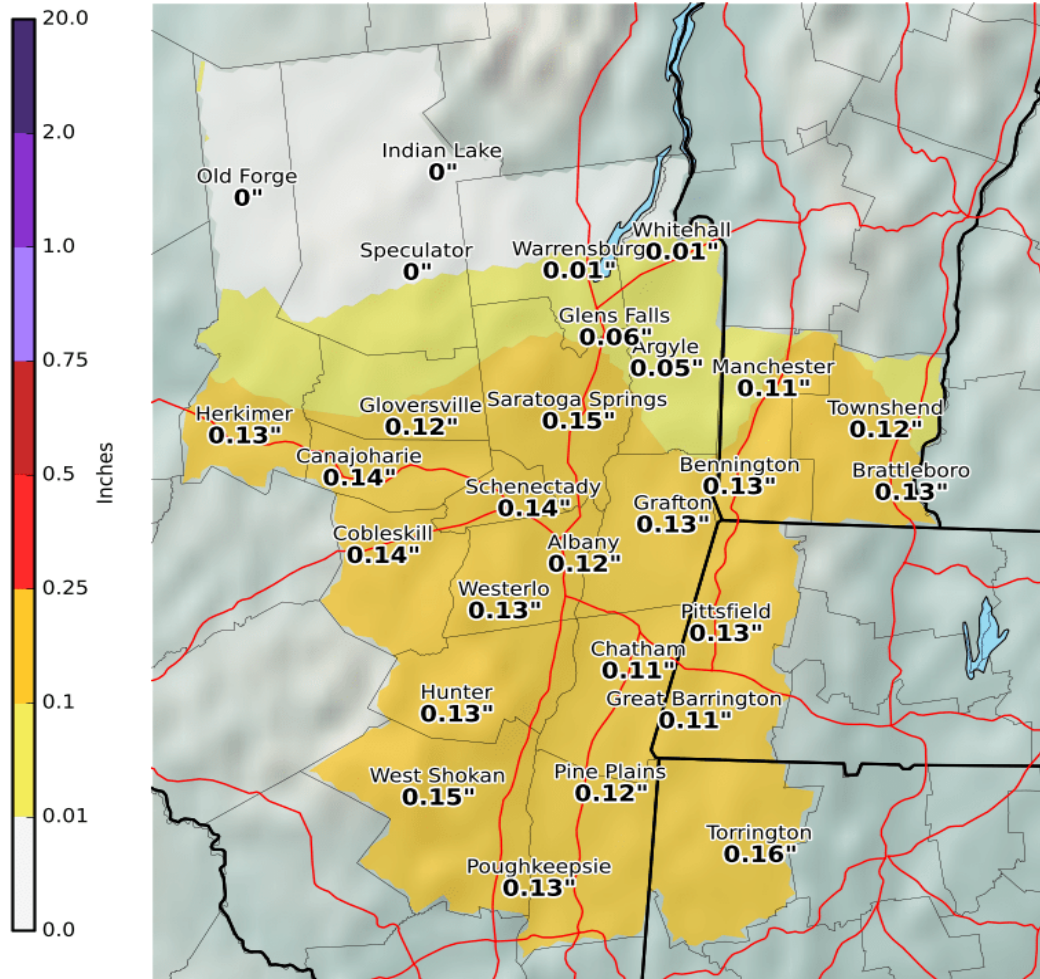 20.0
2.0
1.0
0.75
0.5
0.25
0.1
0.01
0.0
Inches
Indian Lake
0"
Old Forge
0"
Whitehall
0.01"
Speculator
0"
Warrensburg
0.01"
Glens Falls
0.06"
Argyle
0.05"
Manchester
0.11"
Saratoga Springs
0.15"
Gloversville
0.12"
Townshend
0.12"
Herkimer
0.13"
Canajoharie
0.14"
Bennington
0.13"
Brattleboro
0.13"
Schenectady
0.14"
Grafton
0.13"
Cobleskill
0.14"
Albany
0.12"
Westerlo
0.13"
Pittsfield
0.13"
Chatham
0.11"
Hunter
0.13"
Great Barrington
0.11"
West Shokan
0.15"
Pine Plains
0.12"
Torrington
0.16"
Poughkeepsie
0.13"